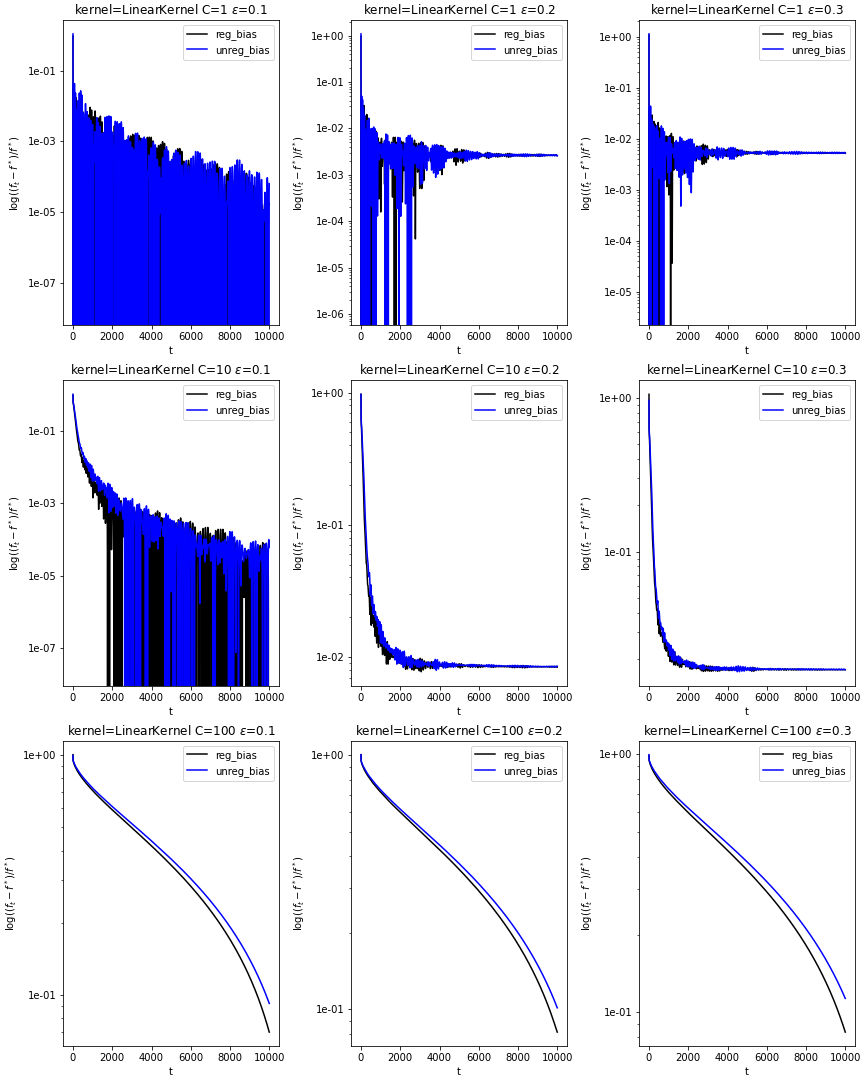 kernel=LinearKernel C=1 ε=0.1
reg_bias
unreg_bias
1e-01
1e-03
1e-05
1e-07
log((f_t − f*)/f*)
0 2000 4000 6000 8000 10000
t
kernel=LinearKernel C=1 ε=0.2
reg_bias
unreg_bias
1e+00
1e-01
1e-02
1e-03
1e-04
1e-05
1e-06
log((f_t − f*)/f*)
0 2000 4000 6000 8000 10000
t
kernel=LinearKernel C=1 ε=0.3
reg_bias
unreg_bias
1e+00
1e-01
1e-02
1e-03
1e-04
1e-05
log((f_t − f*)/f*)
0 2000 4000 6000 8000 10000
t
kernel=LinearKernel C=10 ε=0.1
reg_bias
unreg_bias
1e-01
1e-03
1e-05
1e-07
log((f_t − f*)/f*)
0 2000 4000 6000 8000 10000
t
kernel=LinearKernel C=10 ε=0.2
reg_bias
unreg_bias
1e+00
1e-01
1e-02
log((f_t − f*)/f*)
0 2000 4000 6000 8000 10000
t
kernel=LinearKernel C=10 ε=0.3
reg_bias
unreg_bias
1e+00
1e-01
log((f_t − f*)/f*)
0 2000 4000 6000 8000 10000
t
kernel=LinearKernel C=100 ε=0.1
reg_bias
unreg_bias
1e+00
1e-01
log((f_t − f*)/f*)
0 2000 4000 6000 8000 10000
t
kernel=LinearKernel C=100 ε=0.2
reg_bias
unreg_bias
1e+00
1e-01
log((f_t − f*)/f*)
0 2000 4000 6000 8000 10000
t
kernel=LinearKernel C=100 ε=0.3
reg_bias
unreg_bias
1e+00
1e-01
log((f_t − f*)/f*)
0 2000 4000 6000 8000 10000
t